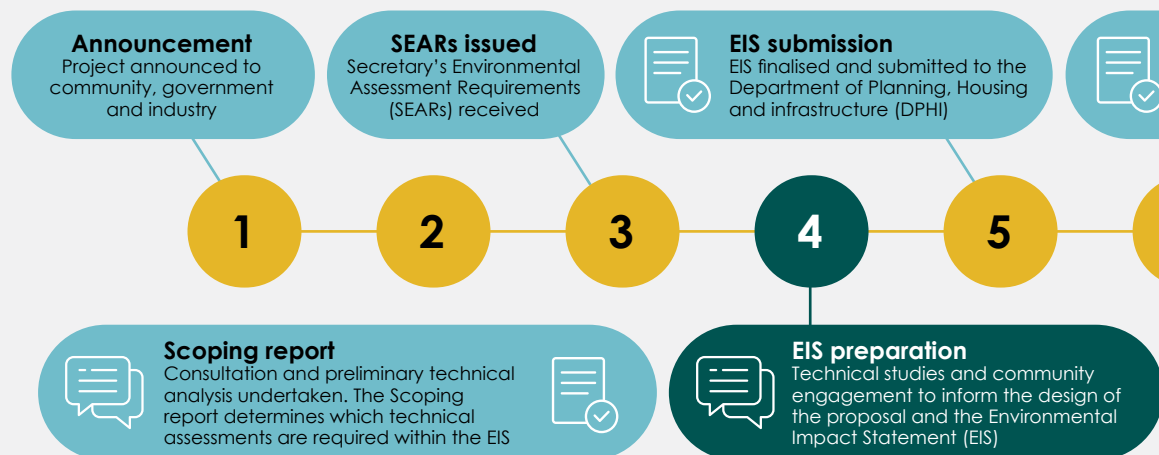 Announcement
Project announced to
community, government
and industry
SEARs issued
Secretary’s Environmental
Assessment Requirements
(SEARs) received
EIS submission
EIS finalised and submitted to the
Department of Planning, Housing
and infrastructure (DPHI)
1
2
3
4
5
Scoping report
Consultation and preliminary technical
analysis undertaken. The Scoping
report determines which technical
assessments are required within the EIS
EIS preparation
Technical studies and community
engagement to inform the design of
the proposal and the Environmental
Impact Statement (EIS)